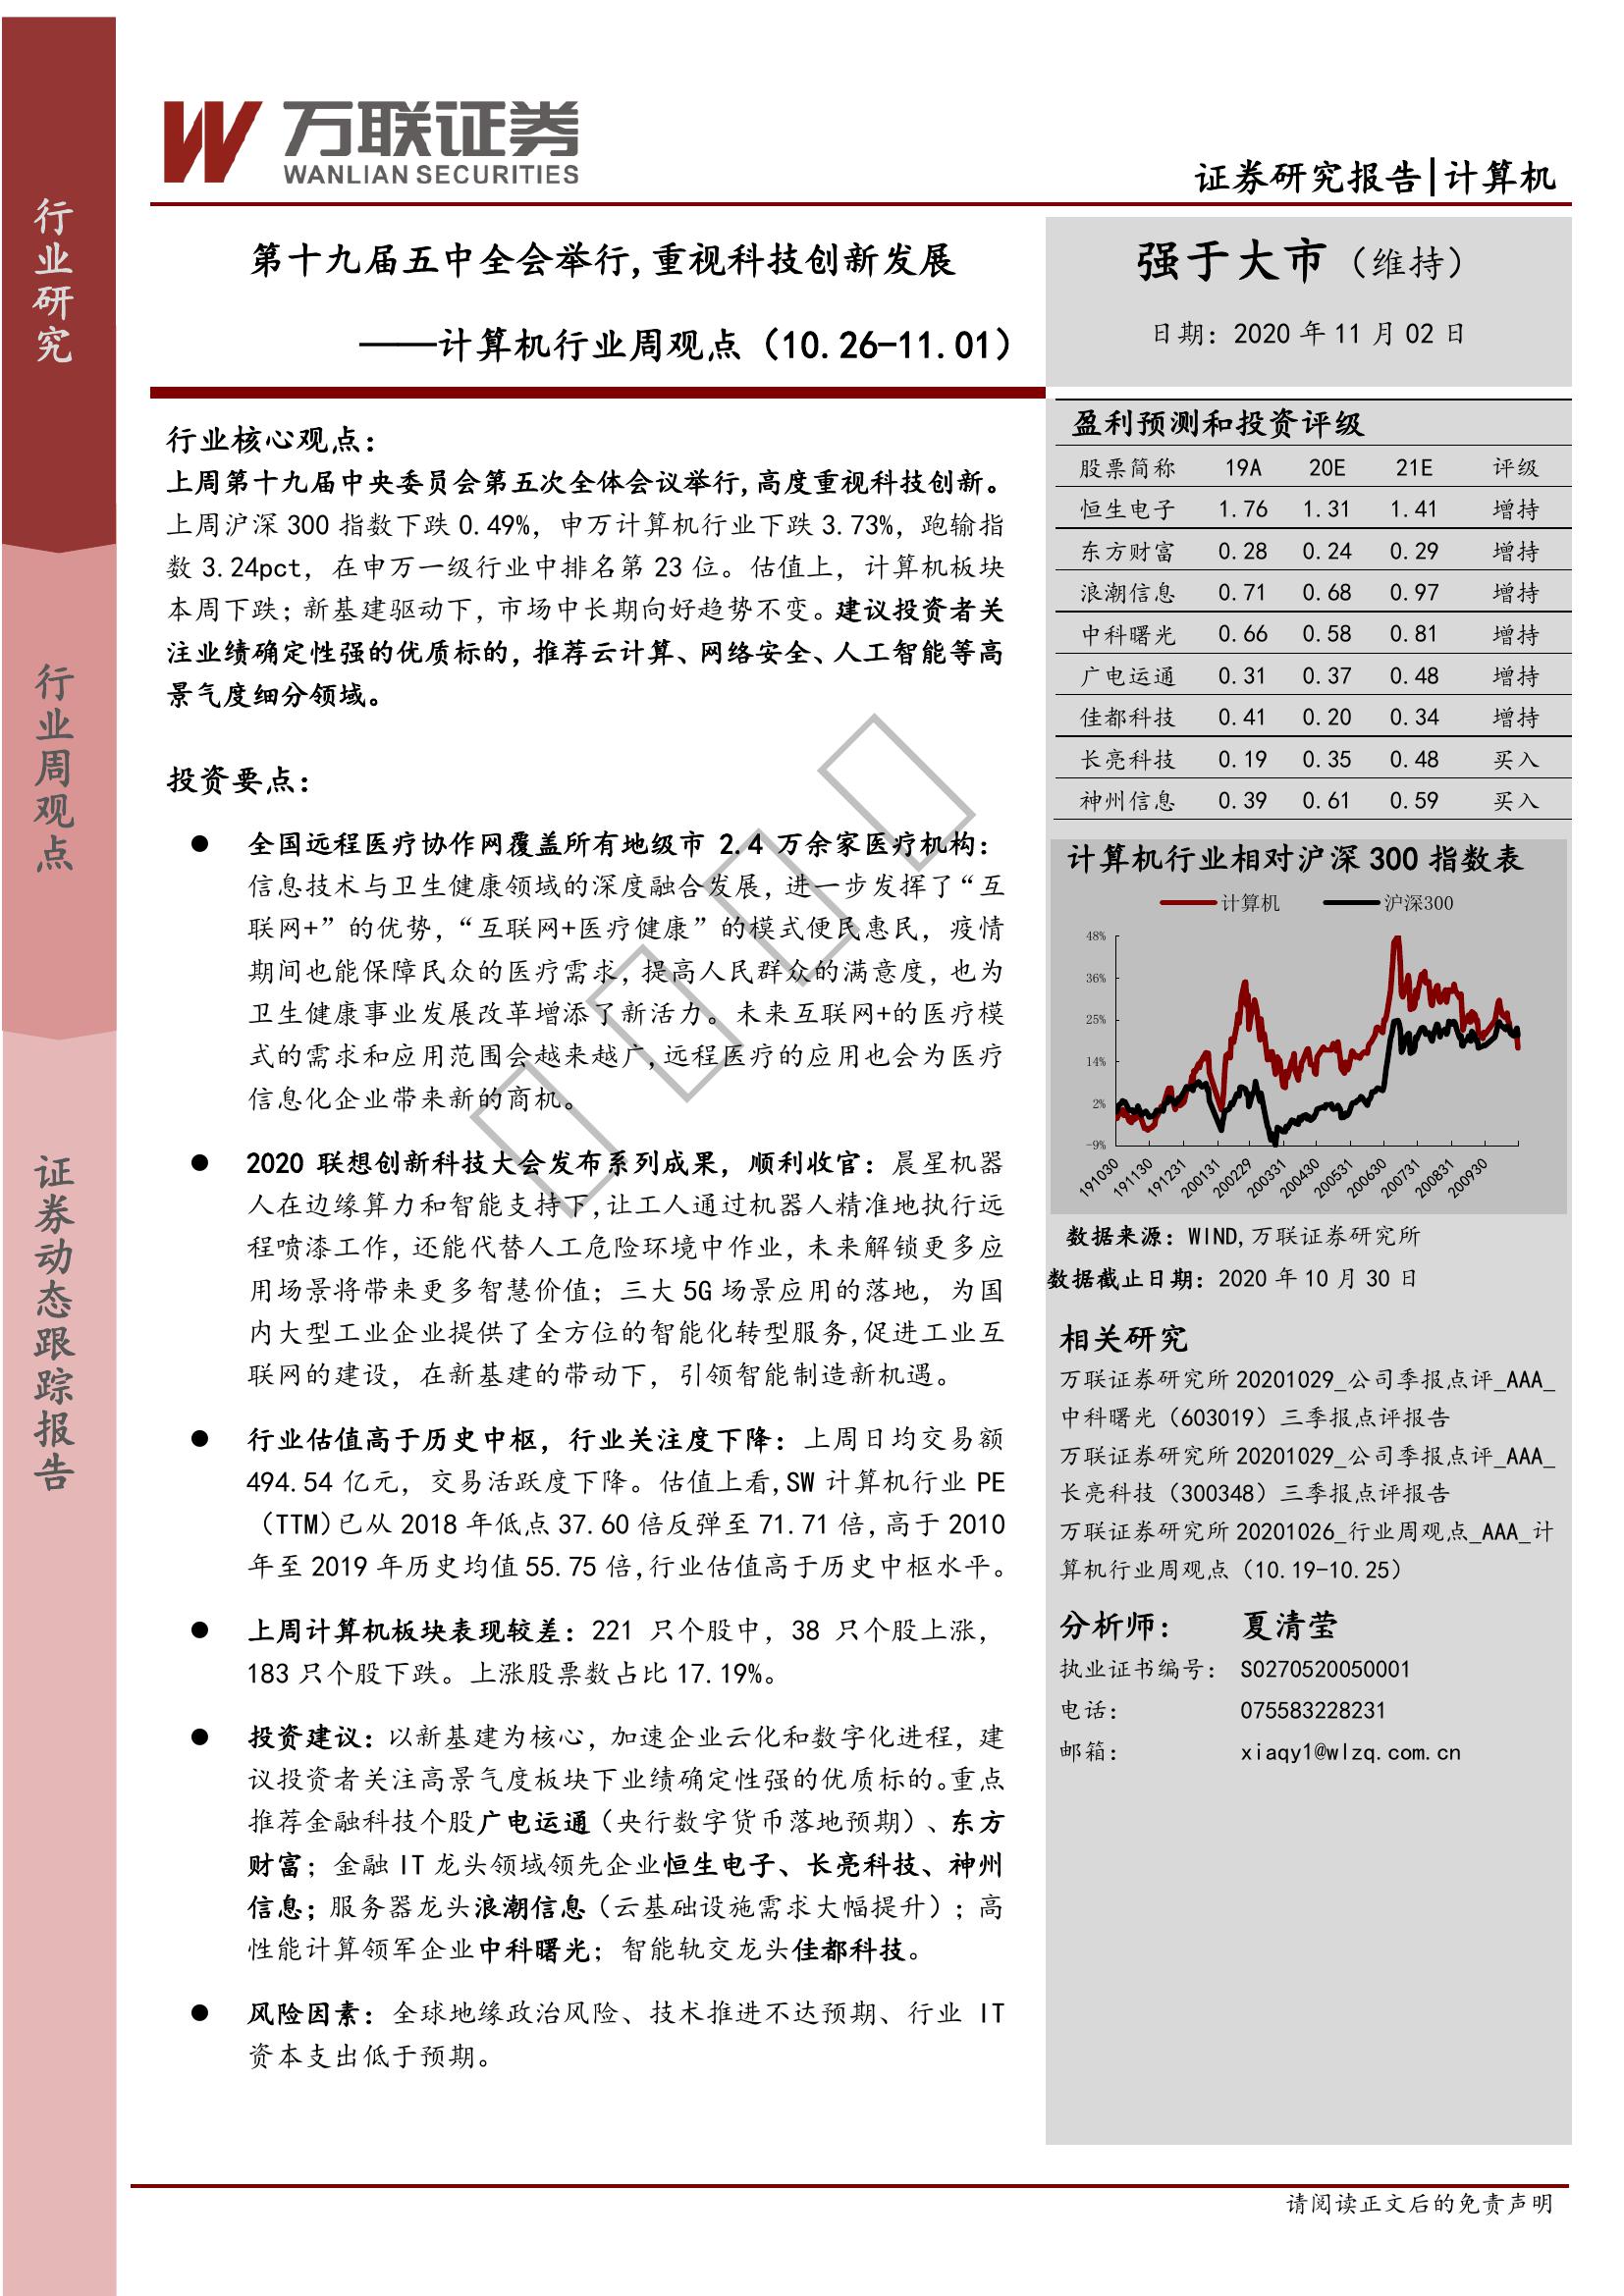 行业研究
行业周观点
证券动态跟踪报告
万联证券
WANLIAN SECURITIES
证券研究报告|计算机
第十九届五中全会举行,重视科技创新发展
——计算机行业周观点（10.26-11.01）
强于大市（维持）
日期：2020 年 11 月 02 日
行业核心观点：
上周第十九届中央委员会第五次全体会议举行,高度重视科技创新。
上周沪深 300 指数下跌 0.49%，申万计算机行业下跌 3.73%，跑输指
数 3.24pct，在申万一级行业中排名第 23 位。估值上，计算机板块
本周下跌；新基建驱动下，市场中长期向好趋势不变。建议投资者关
注业绩确定性强的优质标的，推荐云计算、网络安全、人工智能等高
景气度细分领域。
投资要点：
● 全国远程医疗协作网覆盖所有地级市 2.4 万余家医疗机构：
信息技术与卫生健康领域的深度融合发展，进一步发挥了“互
联网+”的优势，“互联网+医疗健康”的模式便民惠民，疫情
期间也能保障民众的医疗需求，提高人民群众的满意度，也为
卫生健康事业发展改革增添了新活力。未来互联网+的医疗模
式的需求和应用范围会越来越广,远程医疗的应用也会为医疗
信息化企业带来新的商机。
● 2020 联想创新科技大会发布系列成果，顺利收官：晨星机器
人在边缘算力和智能支持下,让工人通过机器人精准地执行远
程喷漆工作，还能代替人工危险环境中作业，未来解锁更多应
用场景将带来更多智慧价值；三大 5G 场景应用的落地，为国
内大型工业企业提供了全方位的智能化转型服务,促进工业互
联网的建设，在新基建的带动下，引领智能制造新机遇。
● 行业估值高于历史中枢，行业关注度下降：上周日均交易额
494.54 亿元，交易活跃度下降。估值上看,SW 计算机行业 PE
（TTM)已从 2018 年低点 37.60 倍反弹至 71.71 倍,高于 2010
年至 2019 年历史均值 55.75 倍,行业估值高于历史中枢水平。
● 上周计算机板块表现较差：221 只个股中，38 只个股上涨，
183 只个股下跌。上涨股票数占比 17.19%。
● 投资建议：以新基建为核心，加速企业云化和数字化进程，建
议投资者关注高景气度板块下业绩确定性强的优质标的。重点
推荐金融科技个股广电运通（央行数字货币落地预期）、东方
财富；金融 IT 龙头领域领先企业恒生电子、长亮科技、神州
信息；服务器龙头浪潮信息（云基础设施需求大幅提升）；高
性能计算领军企业中科曙光；智能轨交龙头佳都科技。
● 风险因素：全球地缘政治风险、技术推进不达预期、行业 IT
资本支出低于预期。
盈利预测和投资评级
股票简称 19A 20E 21E 评级
恒生电子 1.76 1.31 1.41 增持
东方财富 0.28 0.24 0.29 增持
浪潮信息 0.71 0.68 0.97 增持
中科曙光 0.66 0.58 0.81 增持
广电运通 0.31 0.37 0.48 增持
佳都科技 0.41 0.20 0.34 增持
长亮科技 0.19 0.35 0.48 买入
神州信息 0.39 0.61 0.59 买入
计算机行业相对沪深 300 指数表
计算机 沪深300
48%
36%
25%
14%
2%
-9%
191030 191130 191231 200131 200229 200331 200430 200531 200630 200731 200831 200930
数据来源：WIND,万联证券研究所
数据截止日期：2020 年 10 月 30 日
相关研究
万联证券研究所 20201029_公司季报点评_AAA_
中科曙光（603019）三季报点评报告
万联证券研究所 20201029_公司季报点评_AAA_
长亮科技（300348）三季报点评报告
万联证券研究所 20201026_行业周观点_AAA_计
算机行业周观点（10.19-10.25）
分析师： 夏清莹
执业证书编号： S0270520050001
电话： 075583228231
邮箱： xiaqy1@wlzq.com.cn
请阅读正文后的免责声明